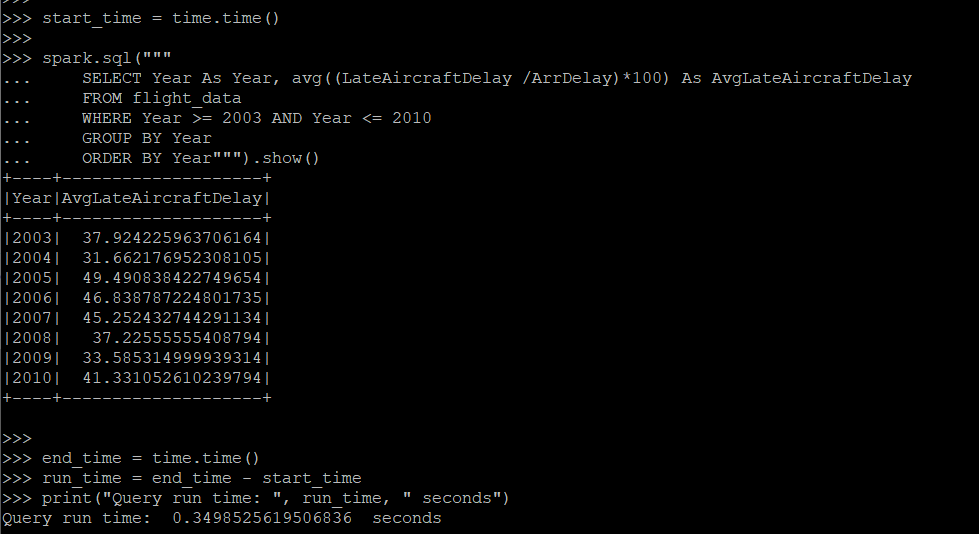 >>>
>>> start_time = time.time()
>>>
>>> spark.sql("""
...     SELECT Year As Year, avg((LateAircraftDelay /ArrDelay)*100) As AvgLateAircraftDelay
...     FROM flight_data
...     WHERE Year >= 2003 AND Year <= 2010
...     GROUP BY Year
...     ORDER BY Year""").show()
+----+--------------------+
|Year|AvgLateAircraftDelay|
+----+--------------------+
|2003|  37.924225963706164|
|2004|  31.662176952308105|
|2005|  49.490838422749654|
|2006|  46.838787224801735|
|2007|  45.252432744291134|
|2008|   37.22555555408794|
|2009|  33.585314999939314|
|2010|  41.331052610239794|
+----+--------------------+
>>>
>>> end_time = time.time()
>>> run_time = end_time - start_time
>>> print("Query run time: ", run_time, " seconds")
Query run time:  0.3498525619506836  seconds